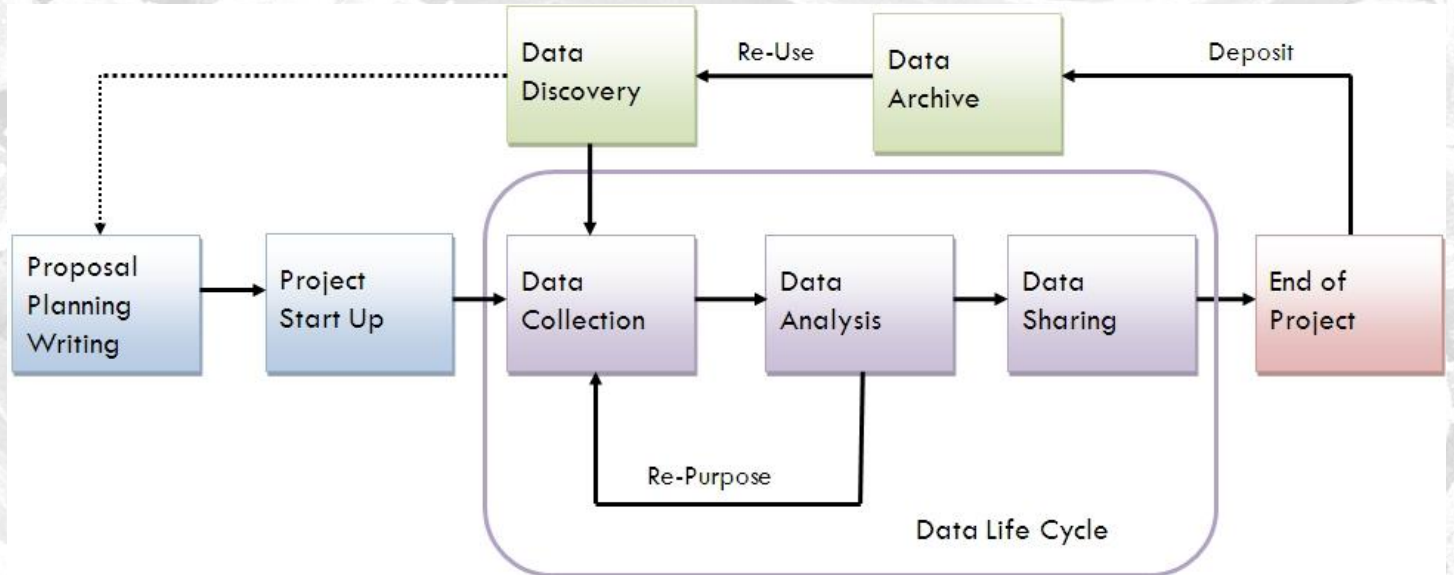 Data
Discovery
Re-Use
Data
Archive
Deposit
Proposal
Planning
Writing
Project
Start Up
Data
Collection
Data
Analysis
Data
Sharing
End of
Project
Re-Purpose
Data Life Cycle